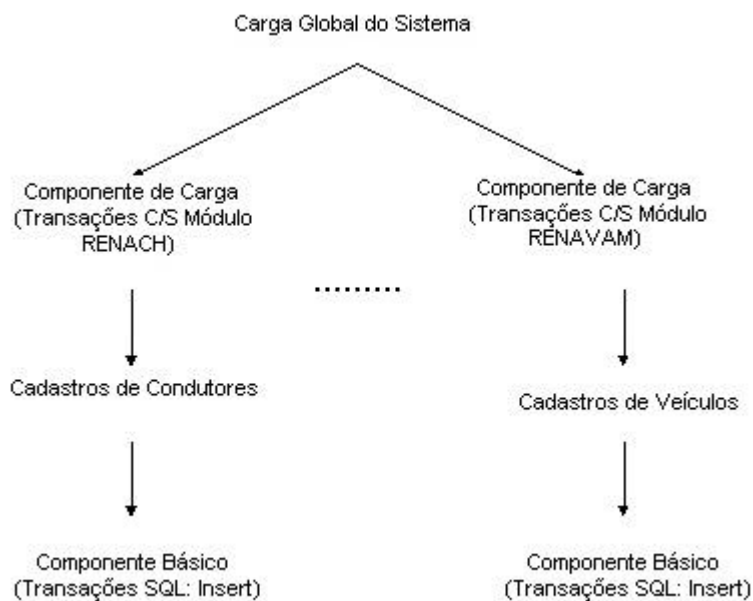 Carga Global do Sistema
Componente de Carga
(Transações C/S Módulo
RENACH)
Componente de Carga
(Transações C/S Módulo
RENAVAM)
.........
Cadastros de Condutores
Cadastros de Veículos
Componente Básico
(Transações SQL: Insert)
Componente Básico
(Transações SQL: Insert)